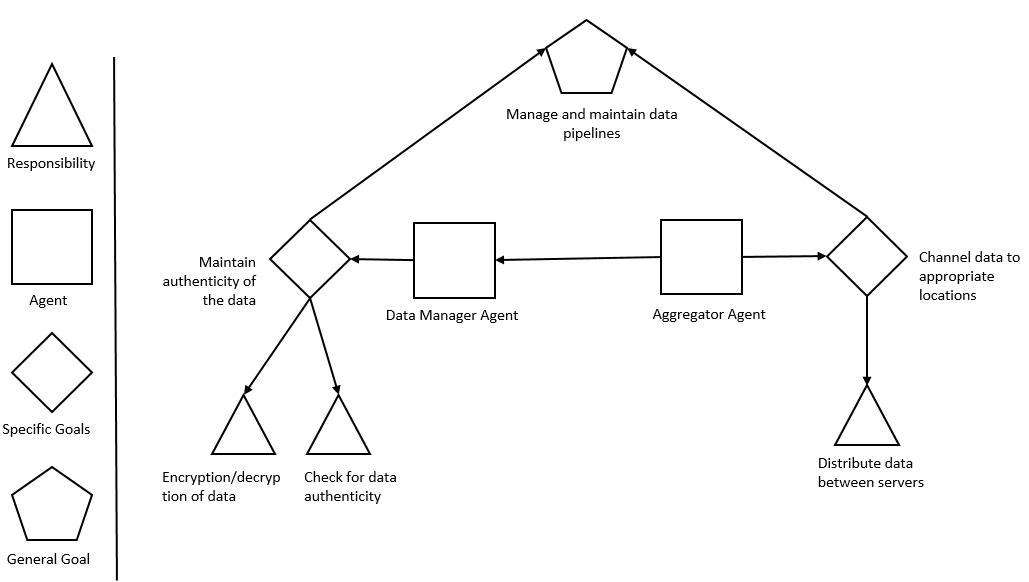 Responsibility
Agent
Specific Goals
General Goal
Manage and maintain data
pipelines
Maintain
authenticity of
the data
Data Manager Agent
Aggregator Agent
Channel data to
appropriate
locations
Encryption/decryp
tion of data
Check for data
authenticity
Distribute data
between servers